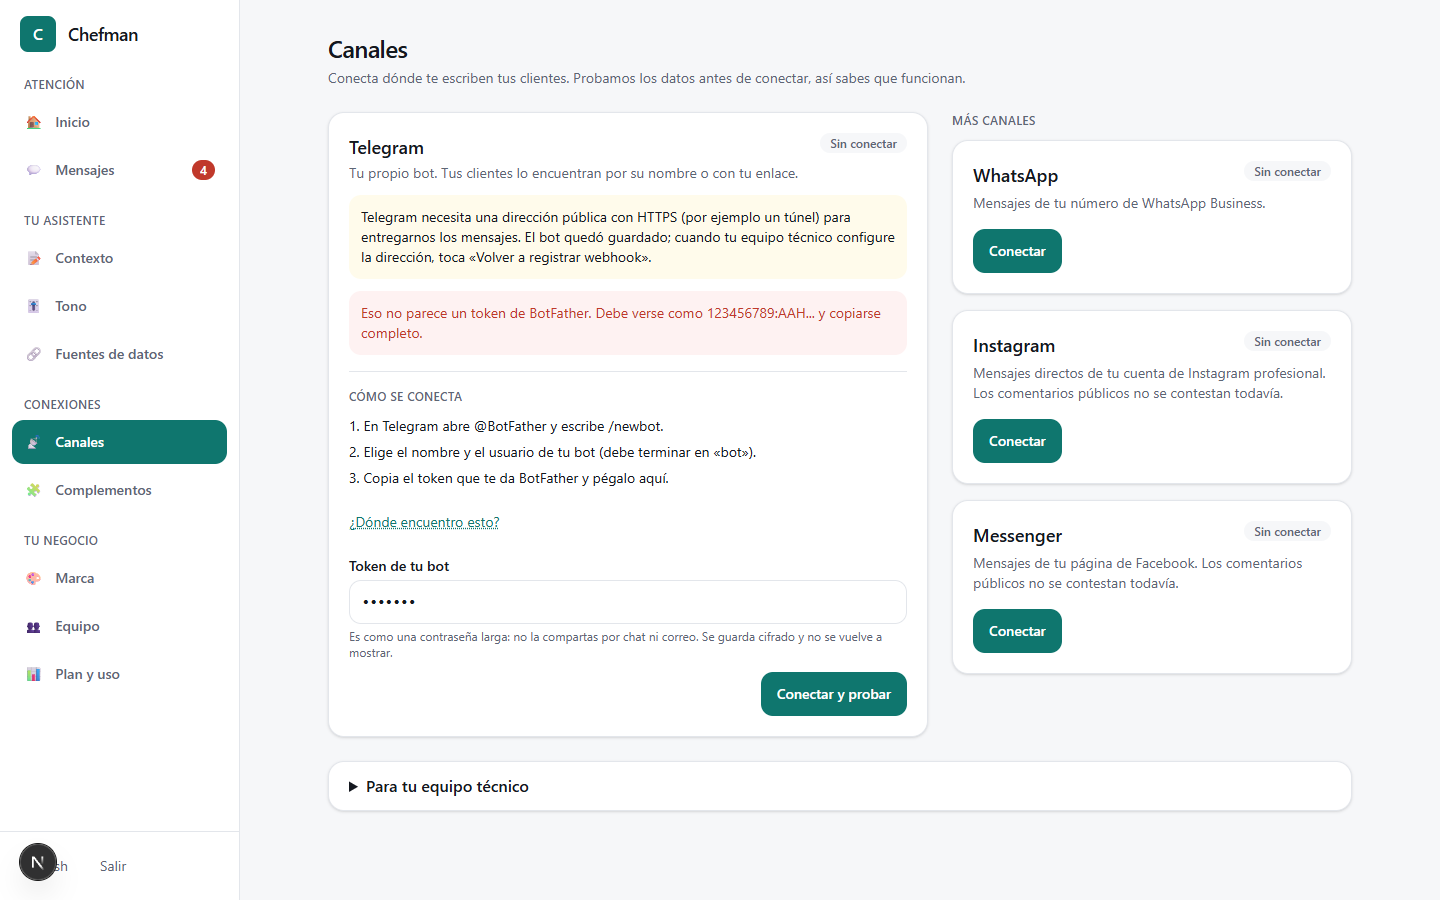 C Chefman
ATENCIÓN
Inicio
Mensajes 4
TU ASISTENTE
Contexto
Tono
Fuentes de datos
CONEXIONES
Canales
Complementos
TU NEGOCIO
Marca
Equipo
Plan y uso
N sh Salir
Canales
Conecta dónde te escriben tus clientes. Probamos los datos antes de conectar, así sabes que funcionan.
Telegram
Sin conectar
Tu propio bot. Tus clientes lo encuentran por su nombre o con tu enlace.
Telegram necesita una dirección pública con HTTPS (por ejemplo un túnel) para
entregarnos los mensajes. El bot quedó guardado; cuando tu equipo técnico configure
la dirección, toca «Volver a registrar webhook».
Eso no parece un token de BotFather. Debe verse como 123456789:AAH... y copiarse
completo.
CÓMO SE CONECTA
1. En Telegram abre @BotFather y escribe /newbot.
2. Elige el nombre y el usuario de tu bot (debe terminar en «bot»).
3. Copia el token que te da BotFather y pégalo aquí.
¿Dónde encuentro esto?
Token de tu bot
•••••••
Es como una contraseña larga: no la compartas por chat ni correo. Se guarda cifrado y no se vuelve a
mostrar.
Conectar y probar
MÁS CANALES
WhatsApp
Sin conectar
Mensajes de tu número de WhatsApp Business.
Conectar
Instagram
Sin conectar
Mensajes directos de tu cuenta de Instagram profesional.
Los comentarios públicos no se contestan todavía.
Conectar
Messenger
Sin conectar
Mensajes de tu página de Facebook. Los comentarios
públicos no se contestan todavía.
Conectar
Para tu equipo técnico